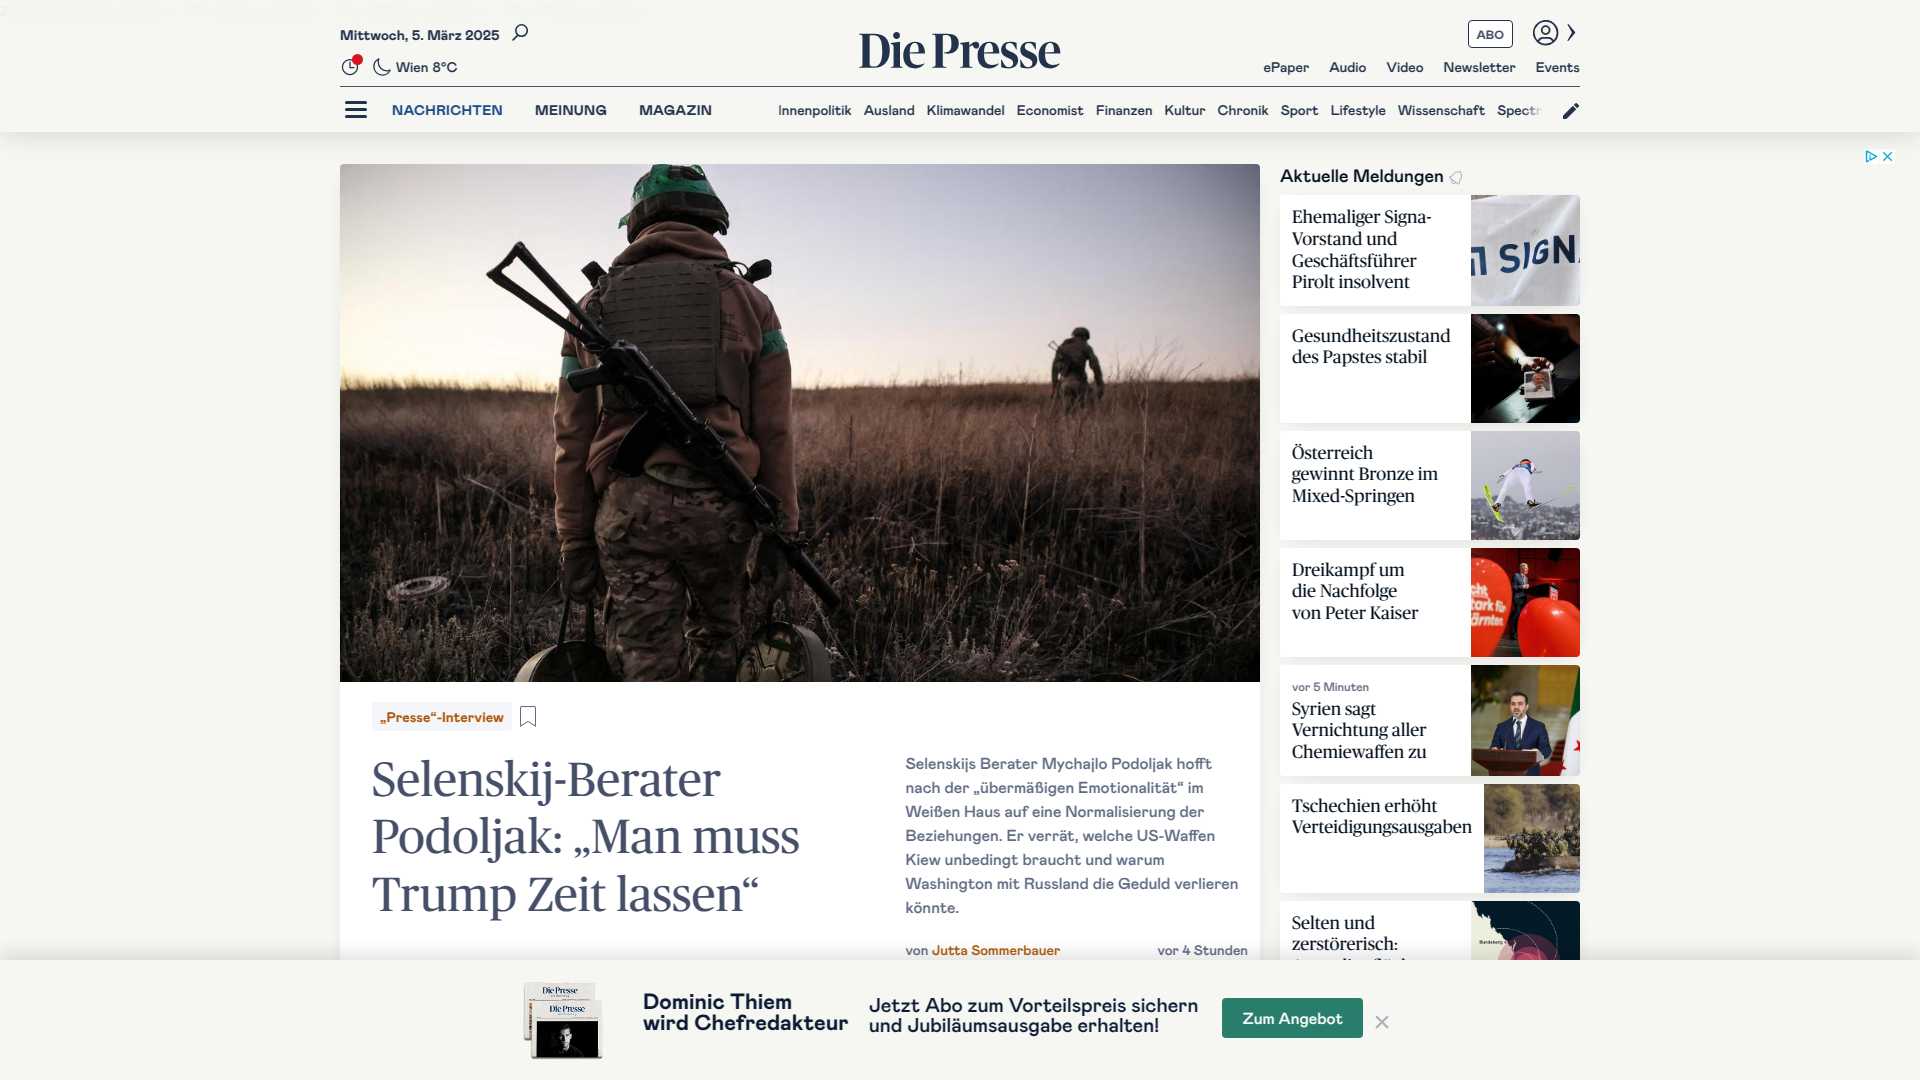 Mittwoch, 5. März 2025
Wien 8°C
Die Presse
ABO
ePaper Audio Video Newsletter Events
NACHRICHTEN MEINUNG MAGAZIN
Innenpolitik Ausland Klimawandel Economist Finanzen Kultur Chronik Sport Lifestyle Wissenschaft Spectr
„Presse“-Interview
Selenskij-Berater
Podoljak: „Man muss
Trump Zeit lassen“
Selenskijs Berater Mychajlo Podoljak hofft
nach der „übermäßigen Emotionalität“ im
Weißen Haus auf eine Normalisierung der
Beziehungen. Er verrät, welche US-Waffen
Kiew unbedingt braucht und warum
Washington mit Russland die Geduld verlieren
könnte.
von Jutta Sommerbauer
vor 4 Stunden
Aktuelle Meldungen
Ehemaliger Signa-
Vorstand und
Geschäftsführer
Pirolt insolvent
SIGN
Gesundheitszustand
des Papstes stabil
Österreich
gewinnt Bronze im
Mixed-Springen
Dreikampf um
die Nachfolge
von Peter Kaiser
vor 5 Minuten
Syrien sagt
Vernichtung aller
Chemiewaffen zu
Tschechien erhöht
Verteidigungsausgaben
Selten und
zerstörerisch:
Die Presse
Die Presse
Dominic Thiem
wird Chefredakteur
Jetzt Abo zum Vorteilspreis sichern
und Jubiläumsausgabe erhalten!
Zum Angebot